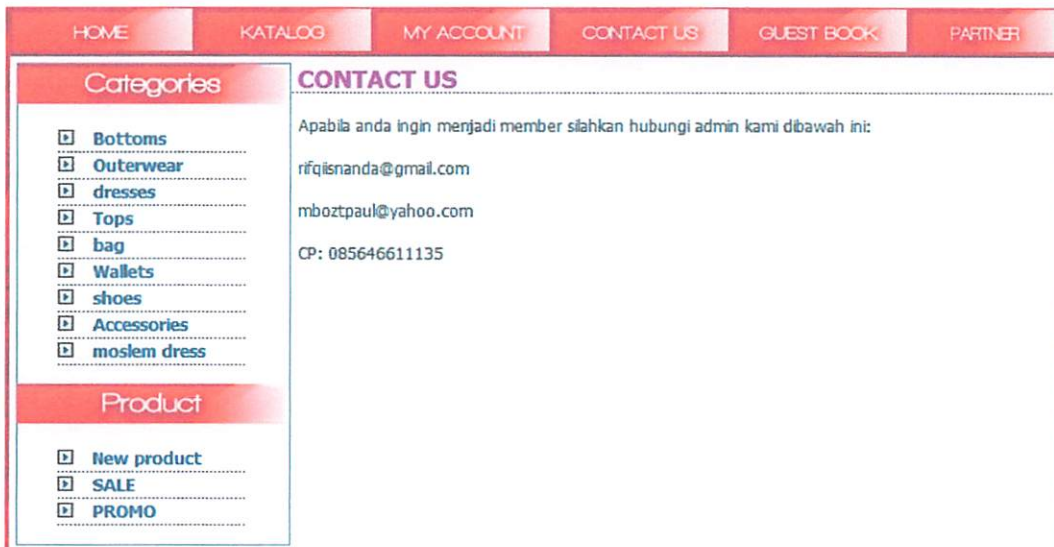 HOME KATALOG MY ACCOUNT CONTACT US GUEST BOOK PARTNER
Categories
Bottoms
Outerwear
dresses
Tops
bag
Wallets
shoes
Accessories
moslem dress
Product
New product
SALE
PROMO
CONTACT US
Apabila anda ingin menjadi member silahkan hubungi admin kami dibawah ini:
rifqiisnanda@gmail.com
mboztpaul@yahoo.com
CP: 085646611135